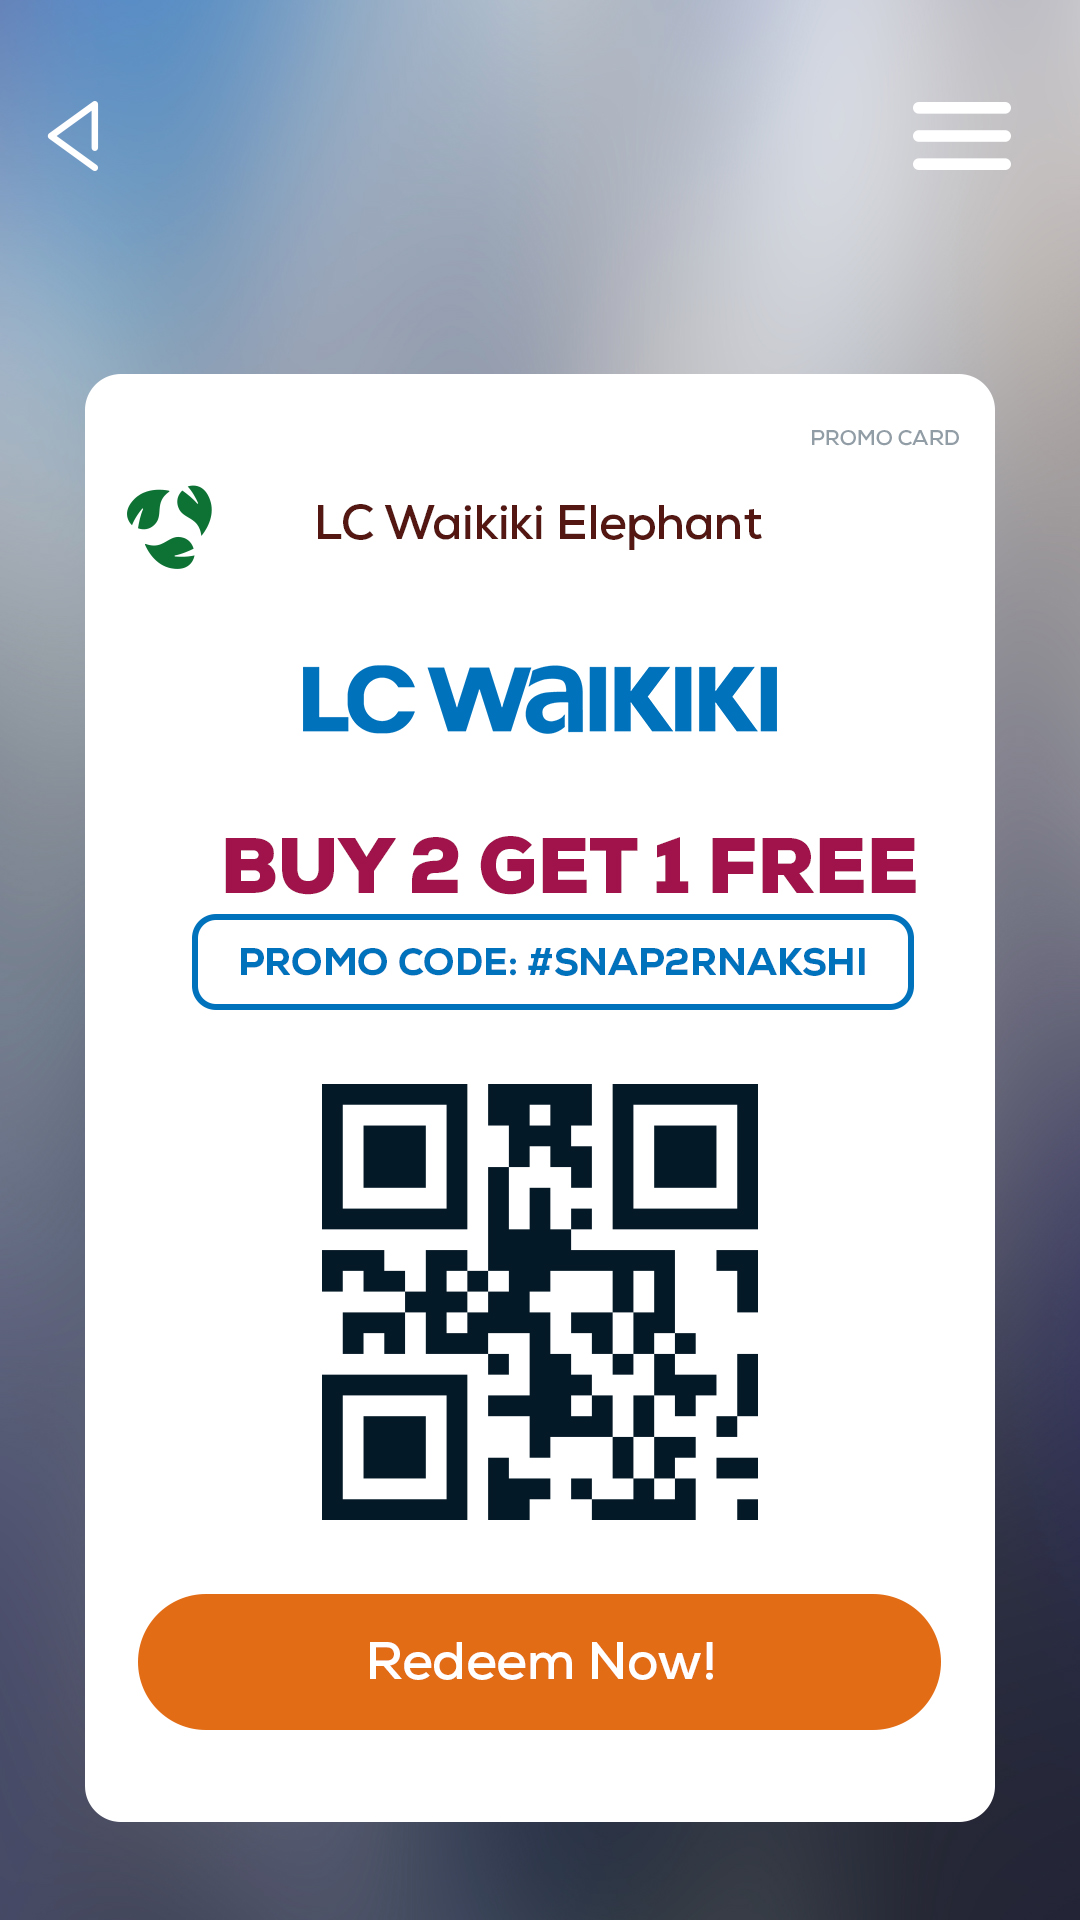 PROMO CARD
LC Waikiki Elephant
LC WAIKIKI
BUY 2 GET 1 FREE
PROMO CODE: #SNAP2RNAKSHI
Redeem Now!